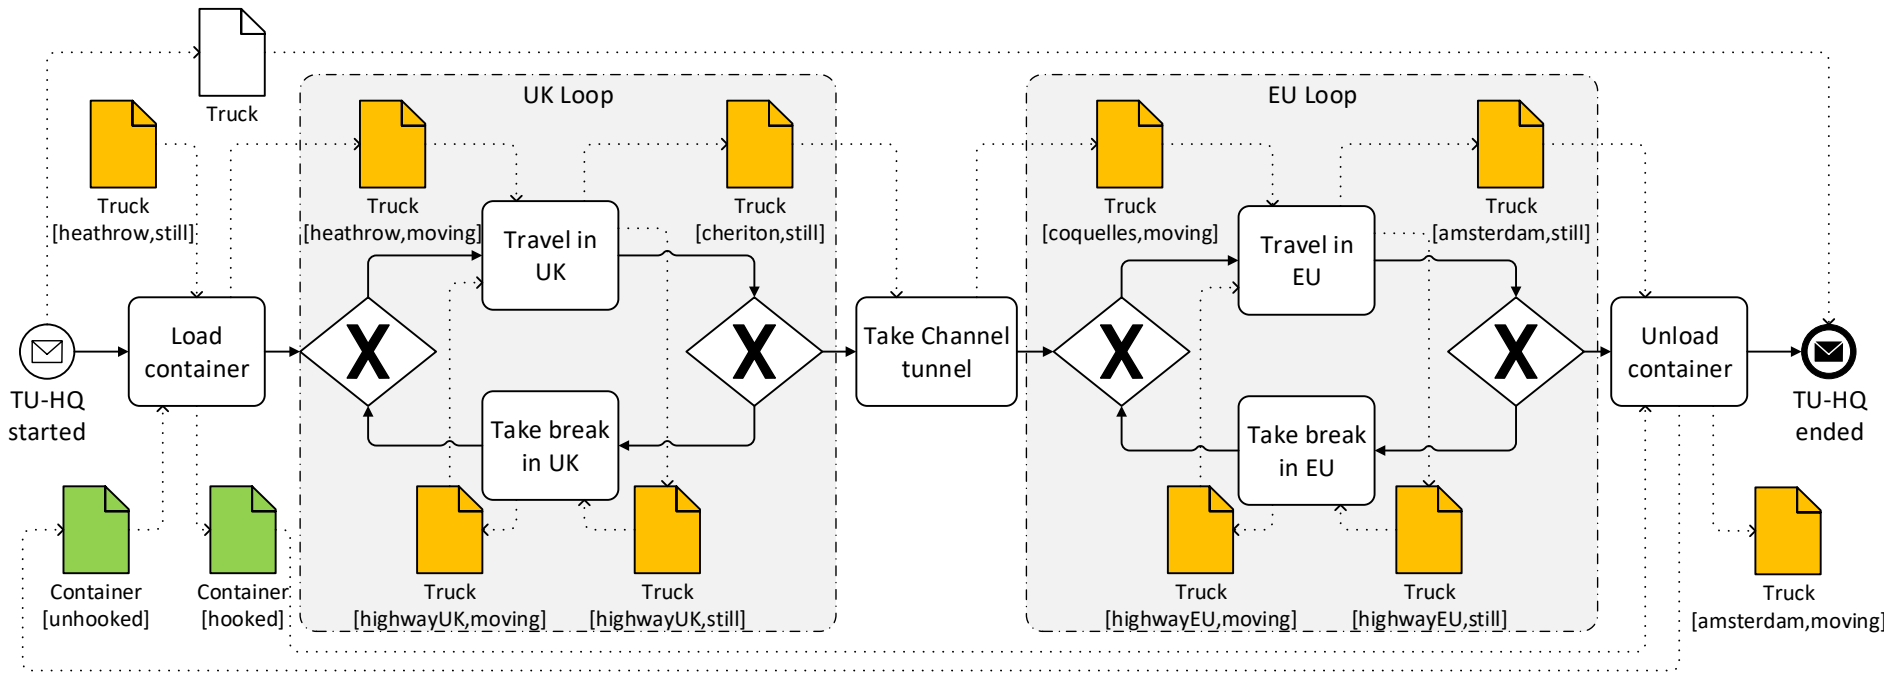 Truck
UK Loop
EU Loop
Truck
[heathrow,still]
Truck
[heathrow,moving]
Truck
[cheriton,still]
Truck
[coquelles,moving]
Truck
[amsterdam,still]
Travel in
UK
Travel in
EU
X
X
X
X
TU-HQ
started
Load
container
Take Channel
tunnel
Unload
container
TU-HQ
ended
Take break
in UK
Take break
in EU
Container
[unhooked]
Container
[hooked]
Truck
[highwayUK,moving]
Truck
[highwayUK,still]
Truck
[highwayEU,moving]
Truck
[highwayEU,still]
Truck
[amsterdam,moving]